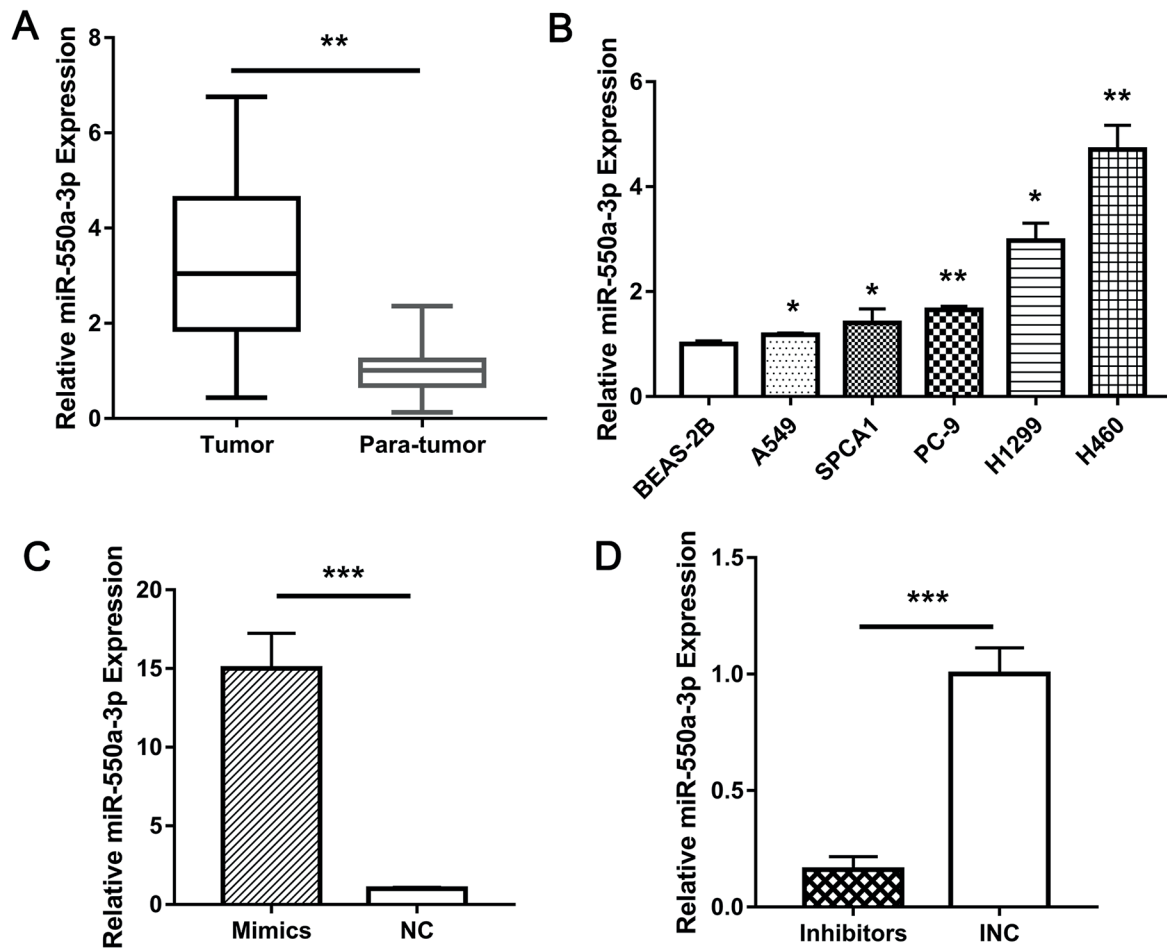 A
Relative miR-550a-3p Expression
8
6
4
2
0
**
Tumor
Para-tumor
B
Relative miR-550a-3p Expression
6
4
2
0
*
*
**
*
**
BEAS-2B
A549
SPCA1
PC-9
H1299
H460
C
Relative miR-550a-3p Expression
20
15
10
5
0
***
Mimics
NC
D
Relative miR-550a-3p Expression
1.5
1.0
0.5
0.0
***
Inhibitors
INC